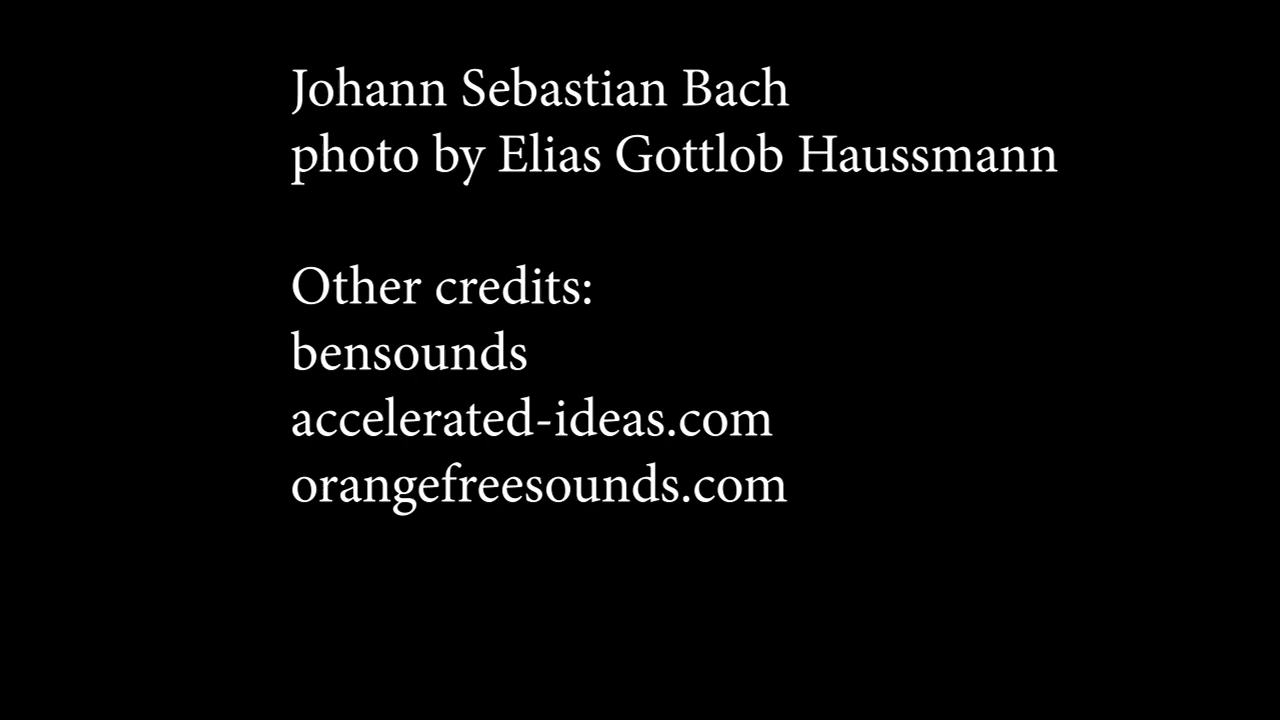 Johann Sebastian Bach
photo by Elias Gottlob Haussmann
Other credits:
bensounds
accelerated-ideas.com
orangefreesounds.com